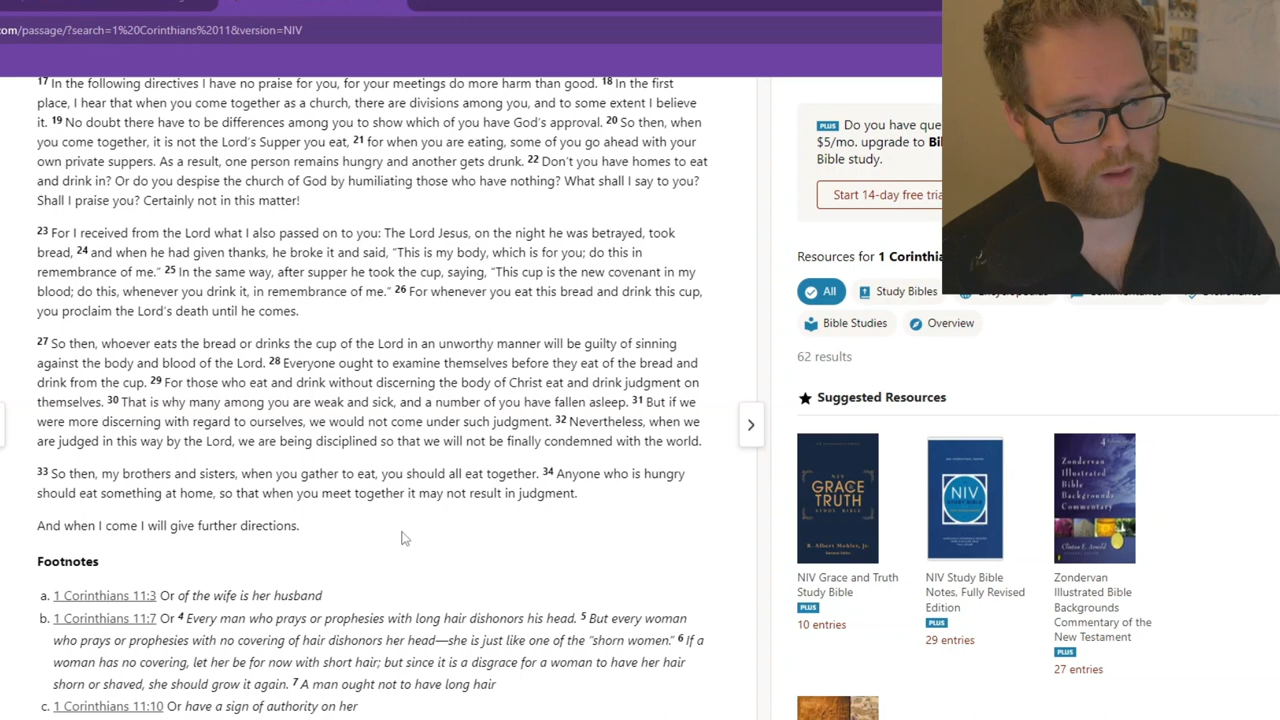 com/passage/?search=1%20Corinthians%2011&version=NIV
17 In the following directives I have no praise for you, for your meetings do more harm than good. 18 In the first
place, I hear that when you come together as a church, there are divisions among you, and to some extent I believe
it. 19 No doubt there have to be differences among you to show which of you have God's approval. 20 So then, when
you come together, it is not the Lord's Supper you eat, 21 for when you are eating, some of you go ahead with your
own private suppers. As a result, one person remains hungry and another gets drunk. 22 Don't you have homes to eat
and drink in? Or do you despise the church of God by humiliating those who have nothing? What shall I say to you?
Shall I praise you? Certainly not in this matter!
23 For I received from the Lord what I also passed on to you: The Lord Jesus, on the night he was betrayed, took
bread, 24 and when he had given thanks, he broke it and said, “This is my body, which is for you; do this in
remembrance of me.” 25 In the same way, after supper he took the cup, saying, “This cup is the new covenant in my
blood; do this, whenever you drink it, in remembrance of me.” 26 For whenever you eat this bread and drink this cup,
you proclaim the Lord's death until he comes.
27 So then, whoever eats the bread or drinks the cup of the Lord in an unworthy manner will be guilty of sinning
against the body and blood of the Lord. 28 Everyone ought to examine themselves before they eat of the bread and
drink from the cup. 29 For those who eat and drink without discerning the body of Christ eat and drink judgment on
themselves. 30 That is why many among you are weak and sick, and a number of you have fallen asleep. 31 But if we
were more discerning with regard to ourselves, we would not come under such judgment. 32 Nevertheless, when we
are judged in this way by the Lord, we are being disciplined so that we will not be finally condemned with the world.
33 So then, my brothers and sisters, when you gather to eat, you should all eat together. 34 Anyone who is hungry
should eat something at home, so that when you meet together it may not result in judgment.
And when I come I will give further directions.
Footnotes
a. 1 Corinthians 11:3 Or of the wife is her husband
b. 1 Corinthians 11:7 Or 4 Every man who prays or prophesies with long hair dishonors his head. 5 But every woman
who prays or prophesies with no covering of hair dishonors her head—she is just like one of the “shorn women.” 6 If a
woman has no covering, let her be for now with short hair; but since it is a disgrace for a woman to have her hair
shorn or shaved, she should grow it again. 7 A man ought not to have long hair
c. 1 Corinthians 11:10 Or have a sign of authority on her
PLUS Do you have que
$5/mo. upgrade to Bi
Bible study.
Start 14-day free tria
Resources for 1 Corinthia
All
Study Bibles
Bible Studies
Overview
62 results
Suggested Resources
NIV
GRACE
TRUTH
STUDY BIBLE
R. Albert Mohler, Jr.
NIV
STUDY BIBLE
Zondervan
Illustrated
Bible
Backgrounds
Commentary
Clinton E. Arnold
NIV Grace and Truth
Study Bible
PLUS
10 entries
NIV Study Bible
Notes, Fully Revised
Edition
PLUS
29 entries
Zondervan
Illustrated Bible
Backgrounds
Commentary of the
New Testament
PLUS
27 entries